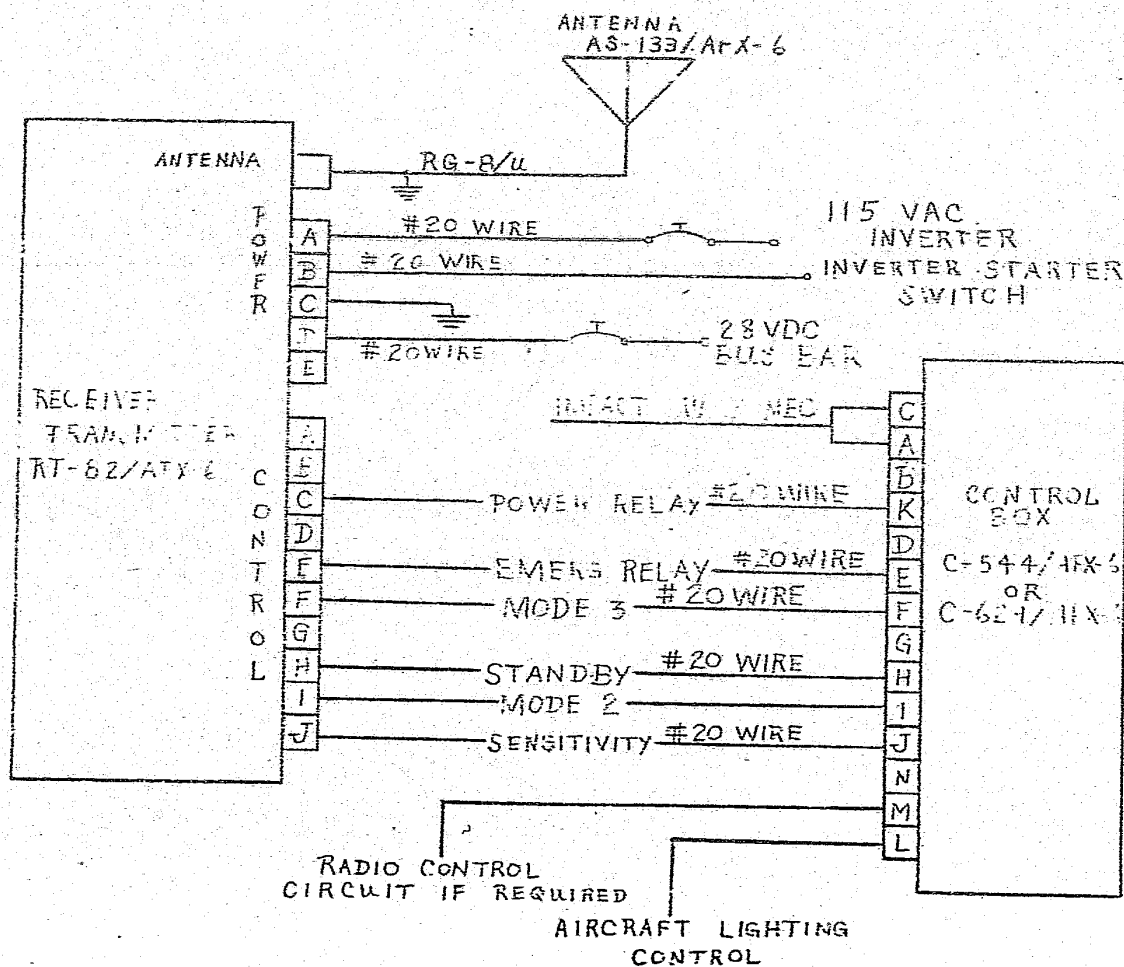 ANTENNA
AS-133/APX-6
ANTENNA
RG-8/U
POWER
A
B
C
D
E
#20 WIRE
115 VAC
INVERTER
#20 WIRE
INVERTER STARTER
SWITCH
#20 WIRE
28 VDC
BUS BAR
RECEIVER
TRANSMITTER
RT-82/APX-6
CONTROL
A
B
C
D
E
F
G
H
I
J
IMPACT
C
A
B
K
D
E
F
G
H
I
J
N
M
L
POWER RELAY #20 WIRE
EMERG RELAY #20 WIRE
MODE 3 #20 WIRE
STANDBY #20 WIRE
MODE 2
SENSITIVITY #20 WIRE
CONTROL
BOX
C-544/APX-6
OR
RADIO CONTROL
CIRCUIT IF REQUIRED
AIRCRAFT LIGHTING
CONTROL